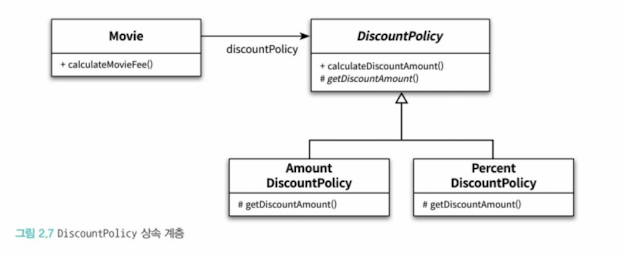 Movie
+ calculateMovieFee()
discountPolicy
DiscountPolicy
+ calculateDiscountAmount()
# getDiscountAmount()
Amount
DiscountPolicy
# getDiscountAmount()
Percent
DiscountPolicy
# getDiscountAmount()
그림 2.7 DiscountPolicy 상속 계층